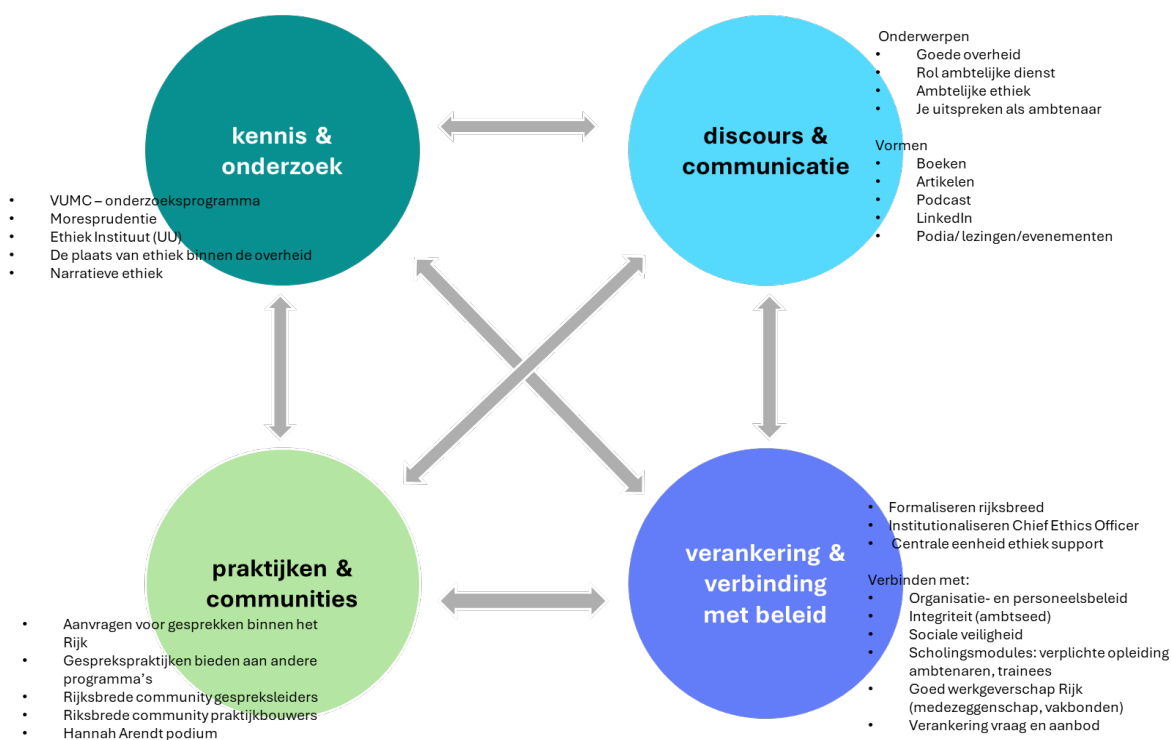 kennis &
onderzoek
• VUMC – onderzoeksprogramma
• Moresprudentie
• Ethiek Instituut (UU)
• De plaats van ethiek binnen de overheid
• Narratieve ethiek
discours &
communicatie
Onderwerpen
• Goede overheid
• Rol ambtelijke dienst
• Ambtelijke ethiek
• Je uitspreken als ambtenaar
Vormen
• Boeken
• Artikelen
• Podcast
• LinkedIn
• Podia/ lezingen/evenementen
praktijken &
communities
• Aanvragen voor gesprekken binnen het
Rijk
• Gesprekspraktijken bieden aan andere
programma's
• Rijksbrede community gespreksleiders
• Riksbrede community praktijkbouwers
• Hannah Arendt podium
verankering &
verbinding
met beleid
• Formaliseren rijksbreed
• Institutionaliseren Chief Ethics Officer
• Centrale eenheid ethiek support
Verbinden met:
• Organisatie- en personeelsbeleid
• Integriteit (ambtseed)
• Sociale veiligheid
• Scholingsmodules: verplichte opleiding
ambtenaren, trainees
• Goed werkgeverschap Rijk
(medezeggenschap, vakbonden)
• Verankering vraag en aanbod